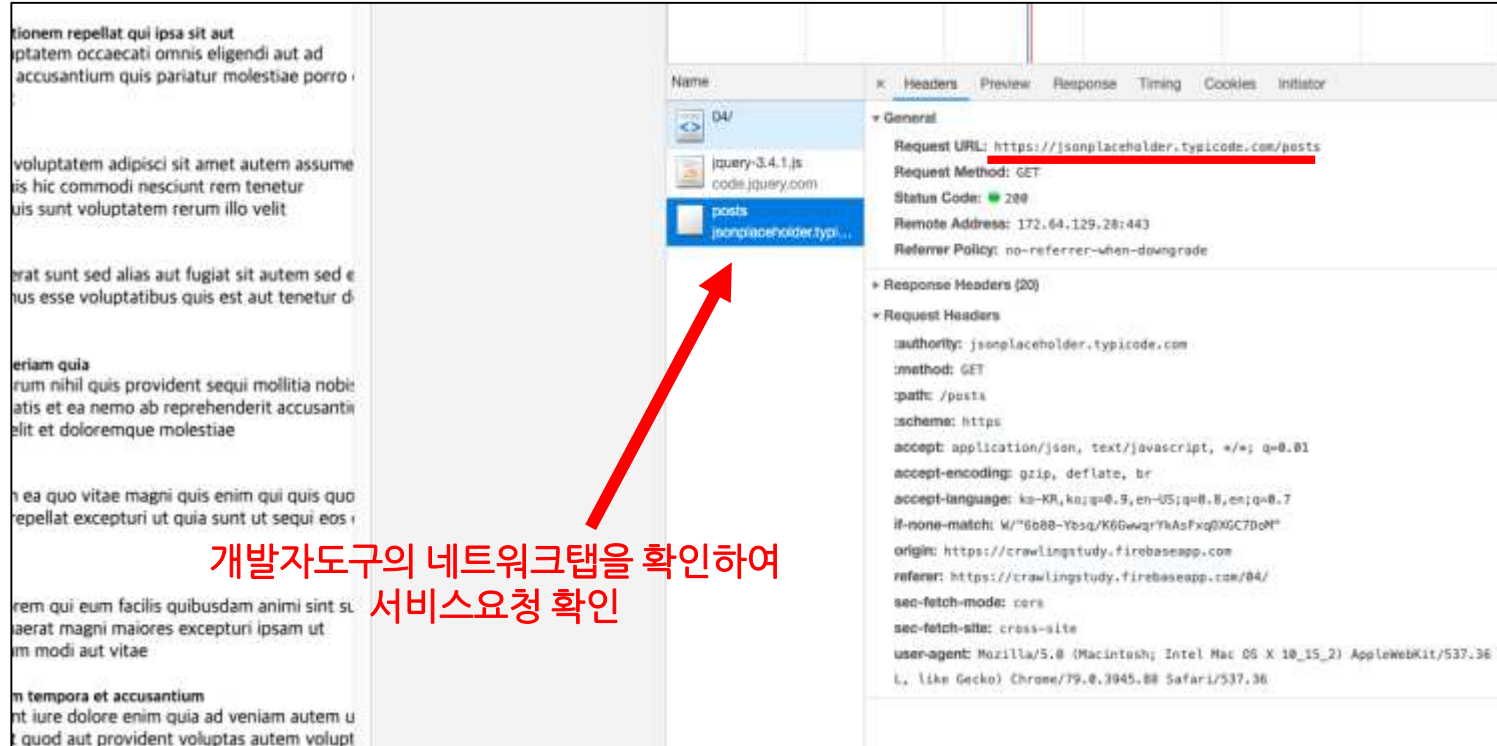 tionem repellat qui ipsa sit aut
uptatem occaecati omnis eligendi aut ad
accusantium quis pariatur molestiae porro
voluptatem adipisci sit amet autem assume
is hic commodi nesciunt rem tenetur
uis sunt voluptatem rerum illo velit
erat sunt sed alias aut fugiat sit autem sed e
nus esse voluptatibus quis est aut tenetur d
eriam quia
rum nihil quis provident sequi mollitia nobis
atis et ea nemo ab reprehenderit accusanti
elit et doloremque molestiae
ea quo vitae magni quis enim qui quis quo
repellat excepturi ut quia sunt ut sequi eos
rem qui eum facilis quibusdam animi sint su
aerat magni maiores excepturi ipsam ut
m modi aut vitae
m tempora et accusantium
nt iure dolore enim quia ad veniam autem u
t quod aut provident voluptas autem volupt
개발자도구의 네트워크탭을 확인하여
서비스요청 확인
Name
04/
jquery-3.4.1.js
code.jquery.com
posts
jsonplaceholder.typi...
× Headers Preview Response Timing Cookies Initiator
General
Request URL: https://jsonplaceholder.typicode.com/posts
Request Method: GET
Status Code: 200
Remote Address: 172.64.129.28:443
Referrer Policy: no-referrer-when-downgrade
Response Headers (20)
Request Headers
:authority: jsonplaceholder.typicode.com
:method: GET
:path: /posts
:scheme: https
accept: application/json, text/javascript, */*; q=0.01
accept-encoding: gzip, deflate, br
accept-language: ko-KR,ko;q=0.9,en-US;q=0.8,en;q=0.7
if-none-match:
origin: https://crawlingstudy.firebaseapp.com
referer: https://crawlingstudy.firebaseapp.com/04/
sec-fetch-mode: cors
sec-fetch-site: cross-site
user-agent: Mozilla/5.0 (Macintosh; Intel Mac OS X 10_15_2) AppleWebKit/537.36
L, like Gecko) Chrome/79.0.3945.88 Safari/537.36